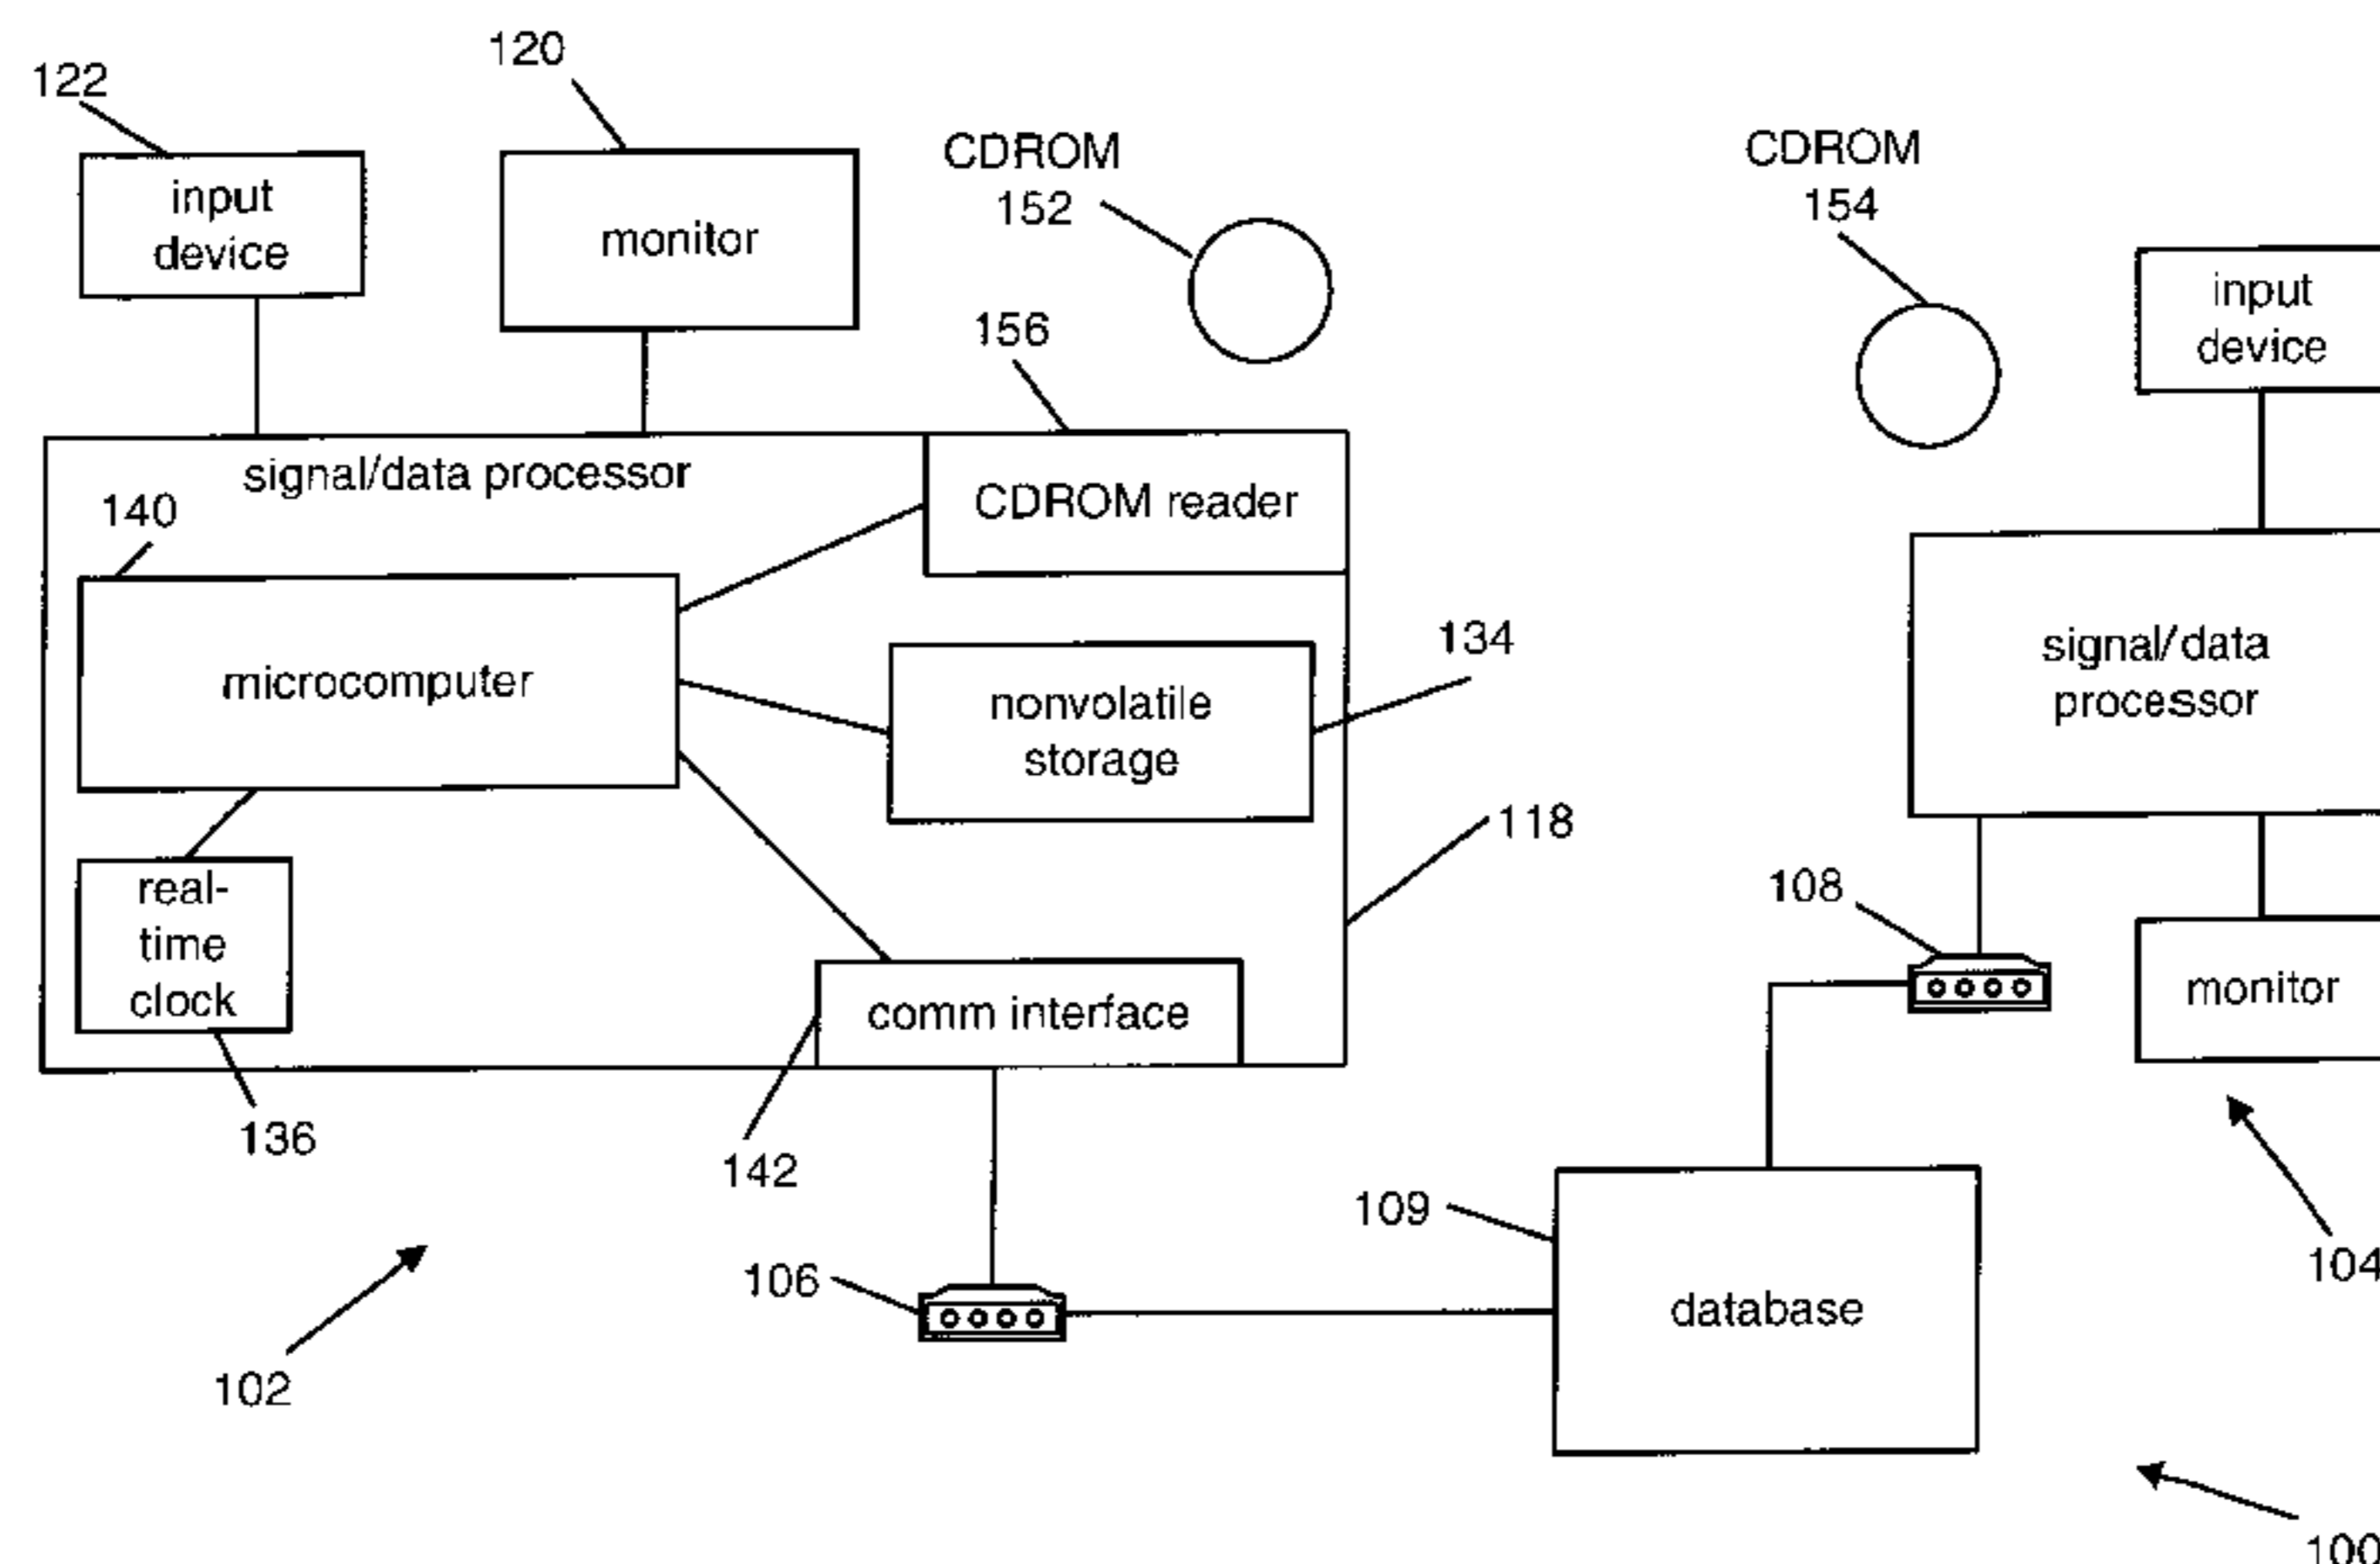 120
122
CDROM
152
CDROM
154
input
device
monitor
input
device
156
signal/data processor
CDROM reader
140
microcomputer
134
nonvolatile
storage
signal/data
processor
118
108
real-
time
clock
comm interface
monitor
136
142
109
104
106
database
102
100